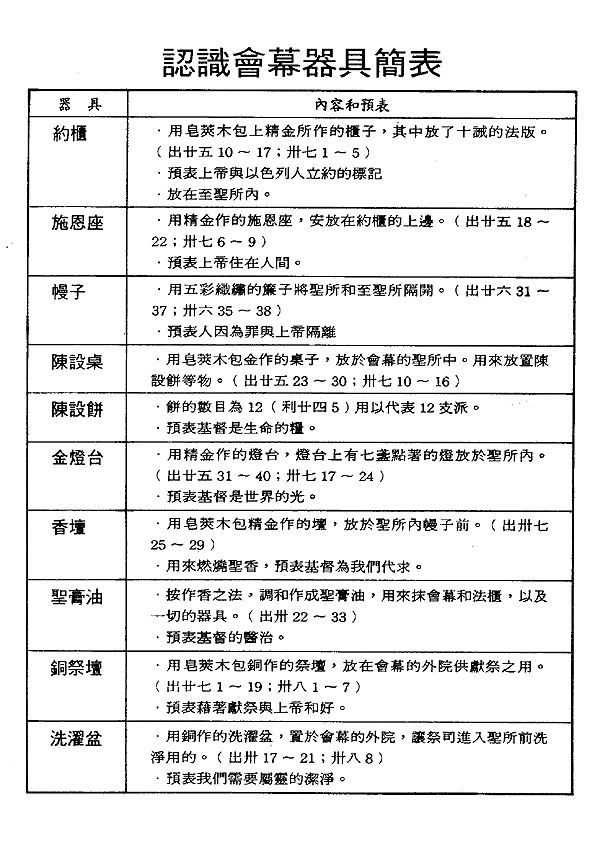 認識會幕器具簡表
器 具
內容和預表
約櫃
·用皂莢木包上精金所作的櫃子，其中放了十誡的法版。
（出廿五 10 ～ 17；卅七 1 ～ 5）
·預表上帝與以色列人立約的標記
·放在至聖所內。
施恩座
·用精金作的施恩座，安放在約櫃的上邊。（出廿五 18 ～
22；卅七 6 ～ 9）
·預表上帝住在人間。
幔子
·用五彩織繡的簾子將聖所和至聖所隔開。（出廿六 31 ～
37；卅六 35 ～ 38）
·預表人因為罪與上帝隔離
陳設桌
·用皂莢木包金作的桌子，放於會幕的聖所中。用來放置陳
設餅等物。（出廿五 23 ～ 30；卅七 10 ～ 16）
陳設餅
·餅的數目為 12（利廿四 5）用以代表 12 支派。
·預表基督是生命的糧。
金燈台
·用精金作的燈台，燈台上有七盞點著的燈放於聖所內。
（出廿五 31 ～ 40；卅七 17 ～ 24）
·預表基督是世界的光。
香壇
·用皂莢木包精金作的壇，放於聖所內幔子前。（出卅七
25 ～ 29）
·用來燃燒聖香，預表基督為我們代求。
聖膏油
·按作香之法，調和作成聖膏油，用來抹會幕和法櫃，以及
一切的器具。（出卅 22 ～ 33）
·預表基督的醫治。
銅祭壇
·用皂莢木包銅作的祭壇，放在會幕的外院供獻祭之用。
（出廿七 1 ～ 19；卅八 1 ～ 7）
·預表藉著獻祭與上帝和好。
洗濯盆
·用銅作的洗濯盆，置於會幕的外院，讓祭司進入聖所前洗
淨用的。（出卅 17 ～ 21；卅八 8）
·預表我們需要屬靈的潔淨。